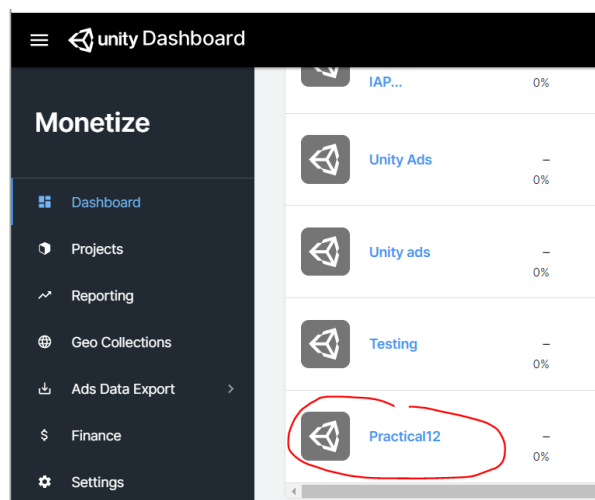 unity Dashboard
Monetize
Dashboard
Projects
Reporting
Geo Collections
Ads Data Export
Finance
Settings
IAP...
0%
Unity Ads
–
0%
Unity ads
–
0%
Testing
–
0%
Practical12
–
0%